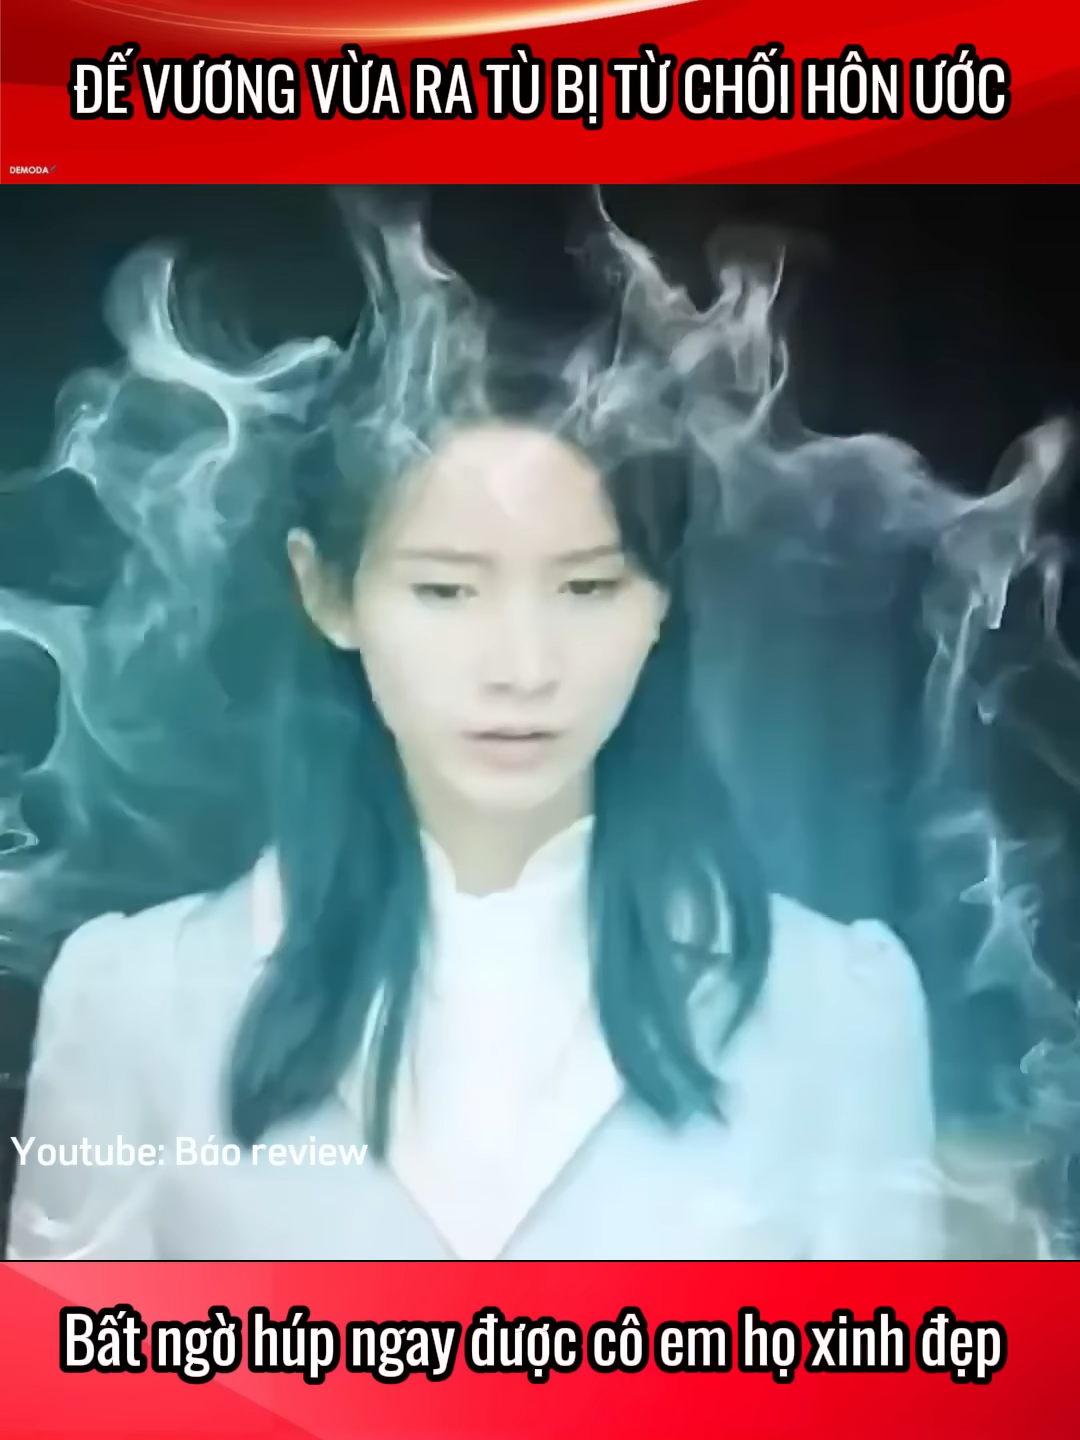 ĐẾ VƯƠNG VỪA RA TÙ BỊ TỪ CHỐI HÔN ƯỚC
DEMODA
Youtube: Báo review
Bất ngờ húp ngay được cô em họ xinh đẹp